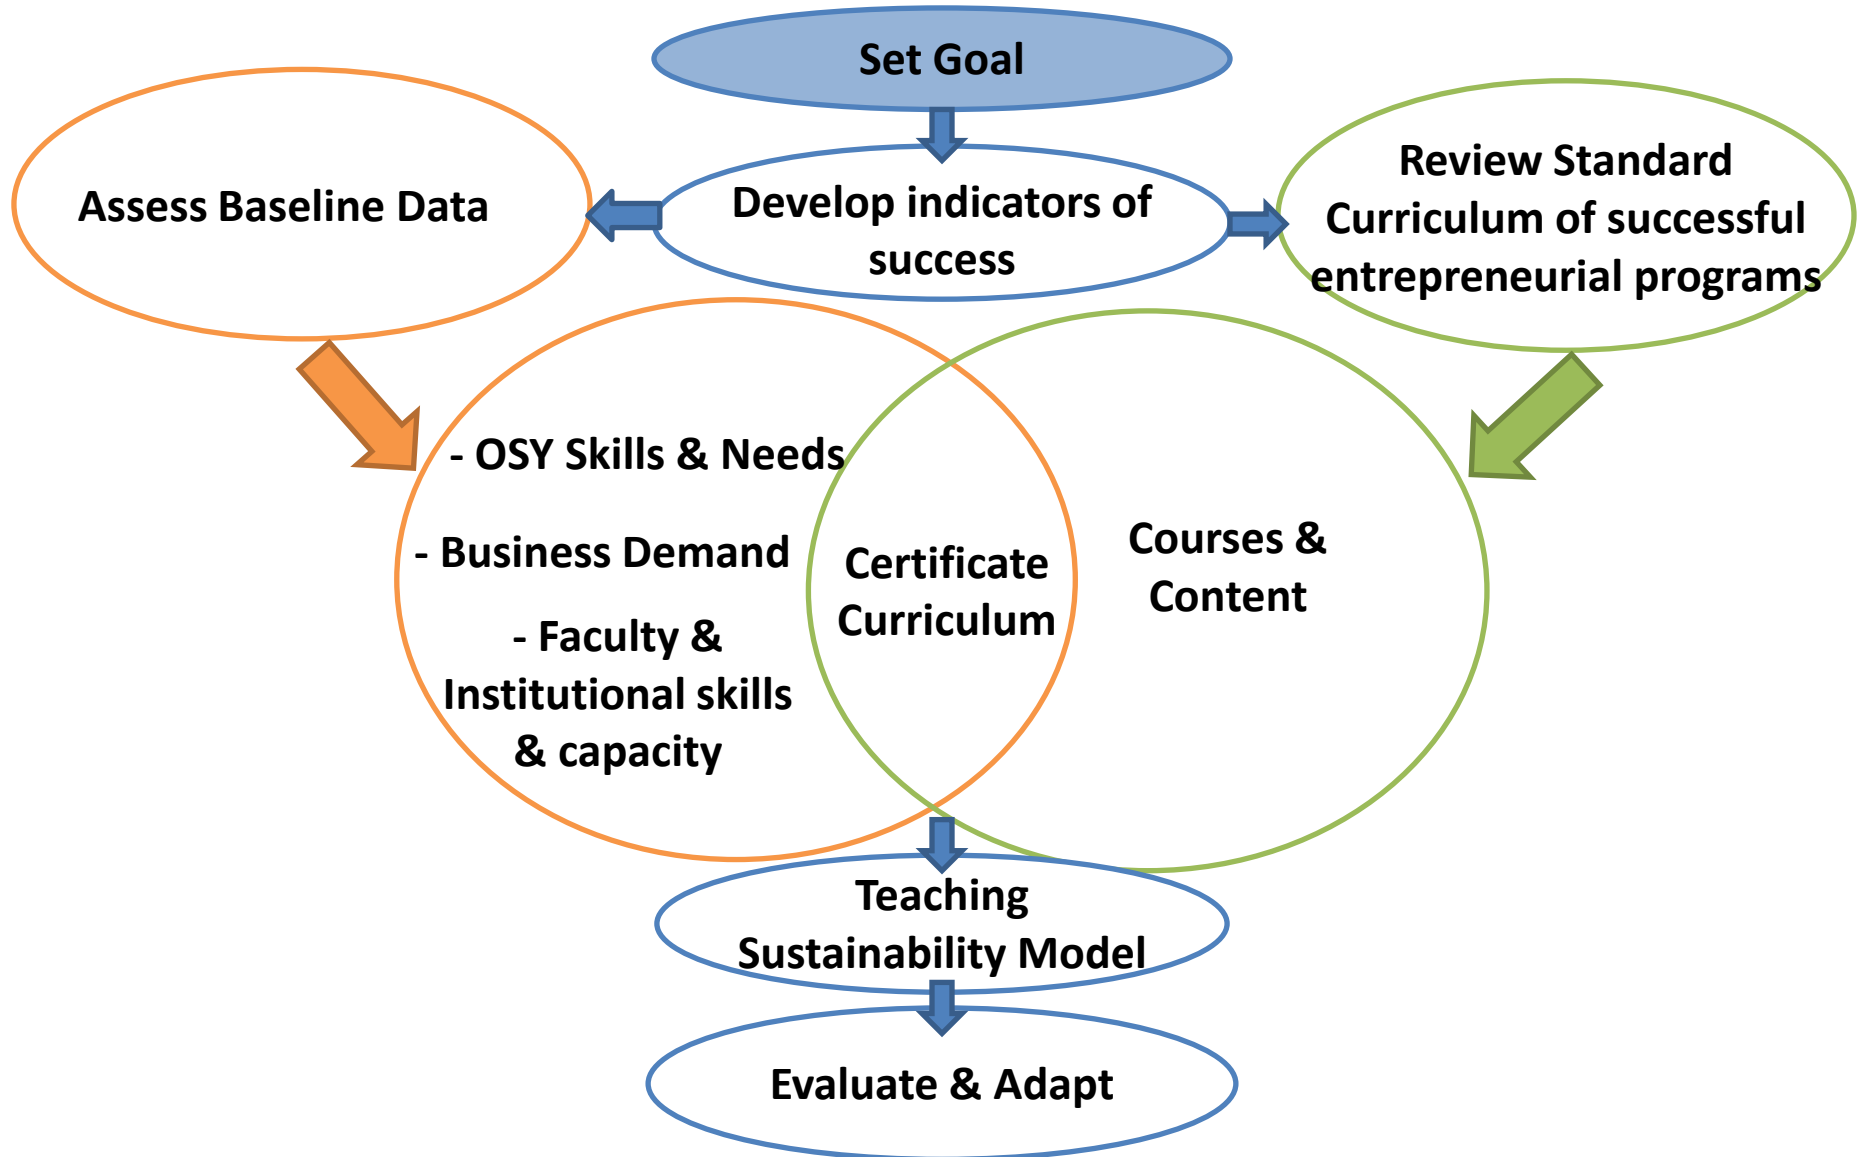 Set Goal
Assess Baseline Data
Develop indicators of
success
Review Standard
Curriculum of successful
entrepreneurial programs
- OSY Skills & Needs
- Business Demand
- Faculty &
Institutional skills
& capacity
Certificate
Curriculum
Courses &
Content
Teaching
Sustainability Model
Evaluate & Adapt